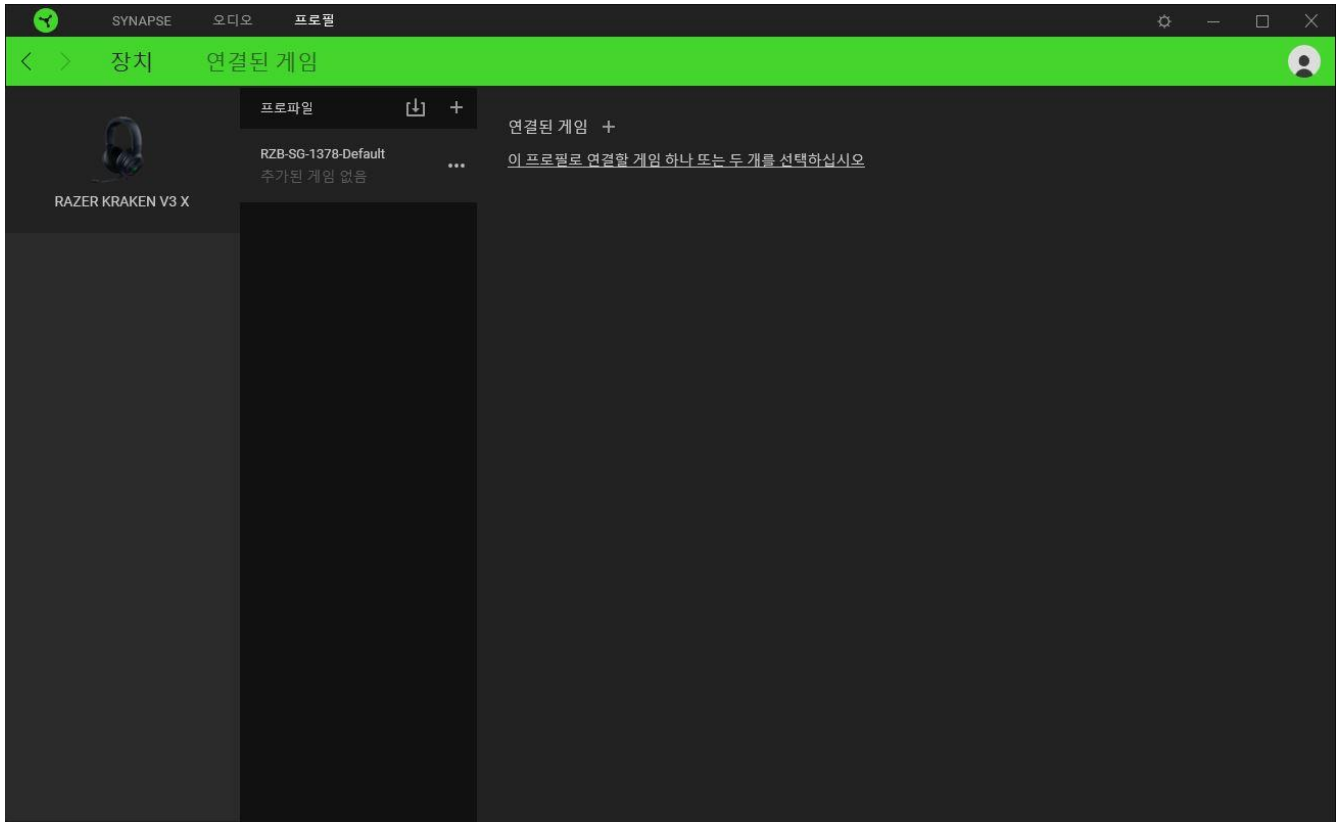 SYNAPSE 오디오 프로필
장치 연결된 게임
RAZER KRAKEN V3 X
프로파일
RZB-SG-1378-Default
추가된 게임 없음
연결된 게임 +
이 프로필로 연결할 게임 하나 또는 두 개를 선택하십시오